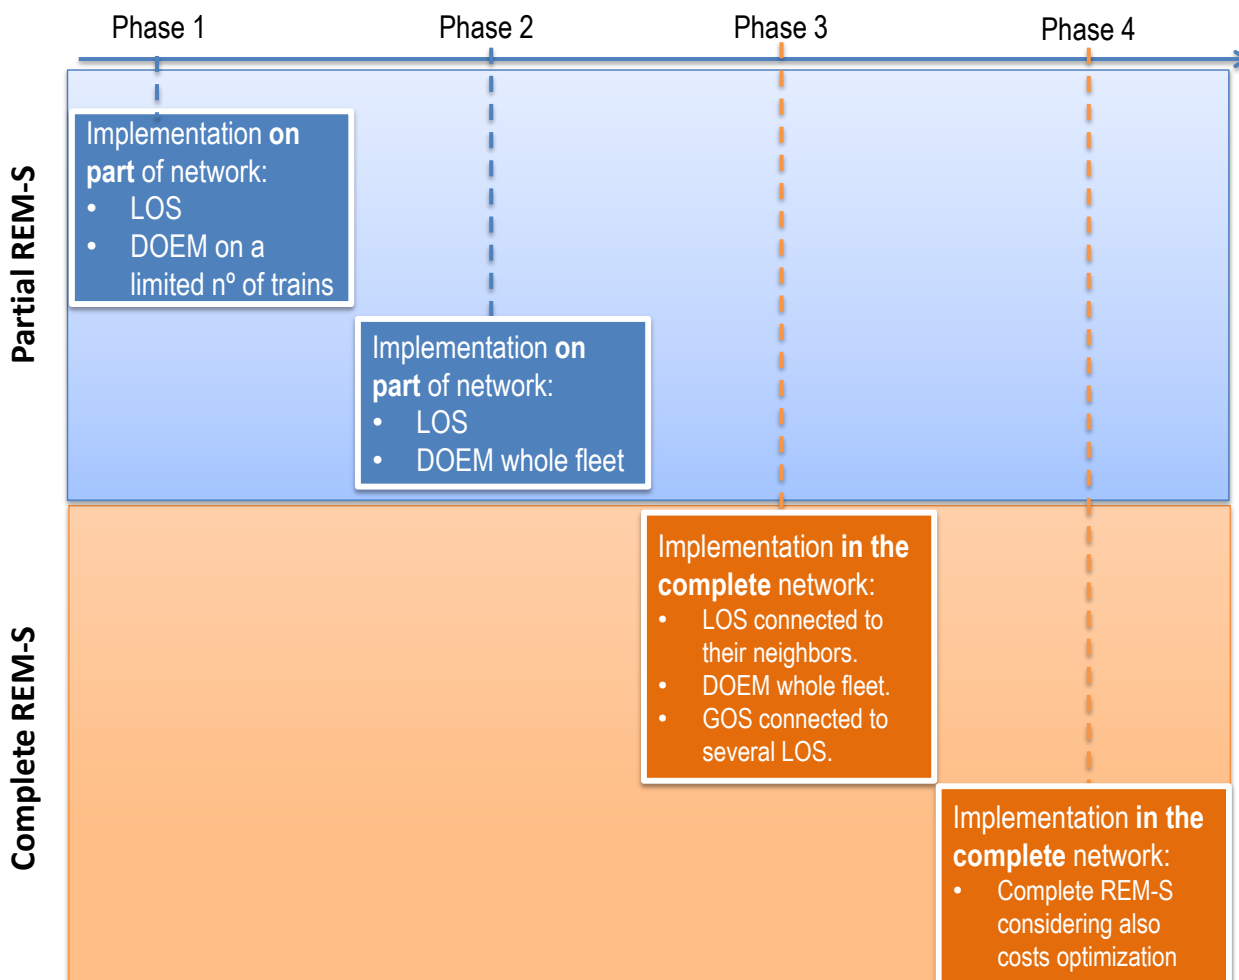 Phase 1
Phase 2
Phase 3
Phase 4
Partial REM-S
Implementation on
part of network:
• LOS
• DOEM on a
limited nº of trains
Implementation on
part of network:
• LOS
• DOEM whole fleet
Complete REM-S
Implementation in the
complete network:
• LOS connected to
their neighbors.
• DOEM whole fleet.
• GOS connected to
several LOS.
Implementation in the
complete network:
• Complete REM-S
considering also
costs optimization